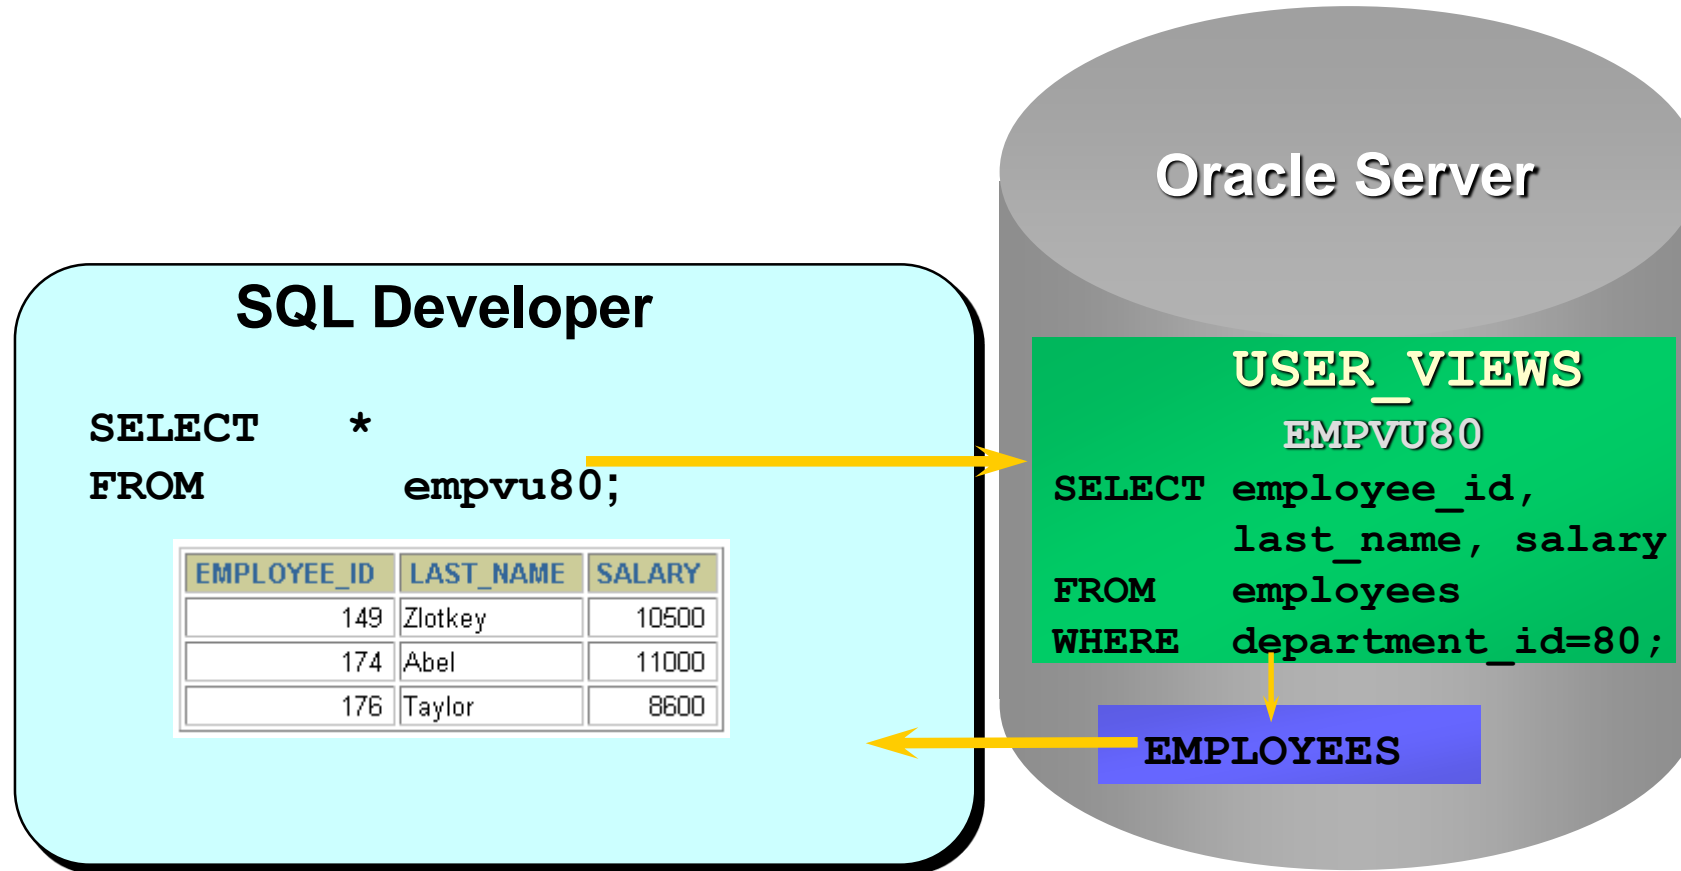 Oracle Server
SQL Developer
SELECT *
FROM empvu80;
EMPLOYEE_ID LAST_NAME SALARY
149 Zlotkey 10500
174 Abel 11000
176 Taylor 8600
USER_VIEWS
EMPVU80
SELECT employee_id,
last_name, salary
FROM employees
WHERE department_id=80;
EMPLOYEES